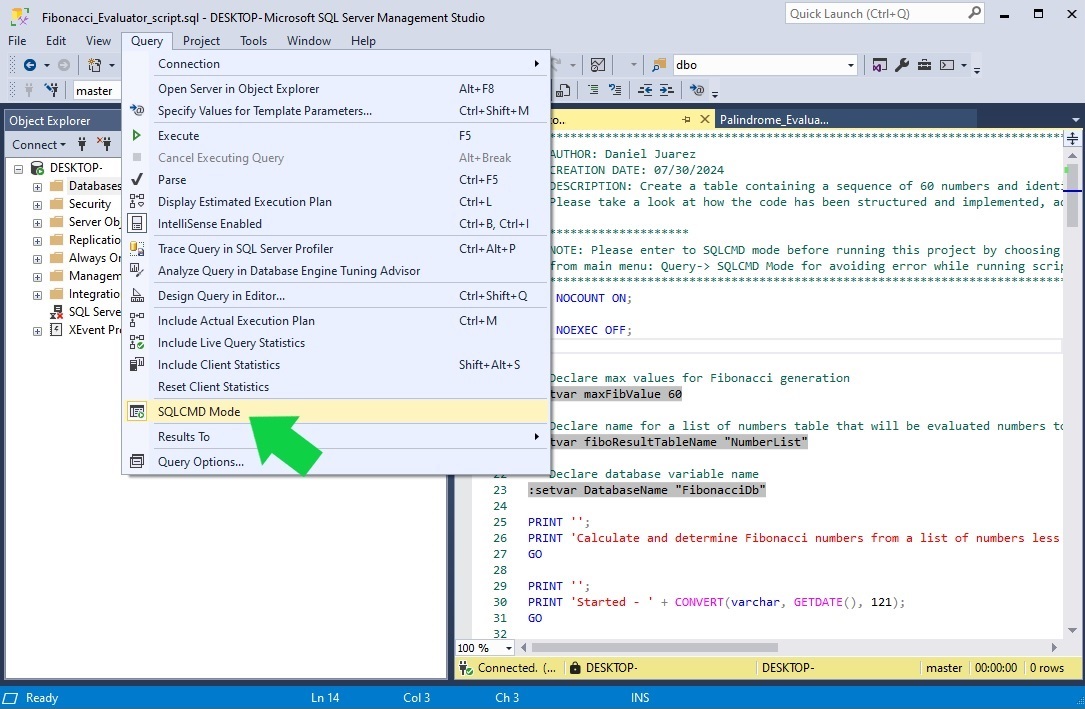 Fibonacci_Evaluator_script.sql - DESKTOP- Microsoft SQL Server Management Studio
Quick Launch (Ctrl+Q)
File Edit View Query Project Tools Window Help
dbo
master
Object Explorer
Connect
DESKTOP-
Databases
Security
Server Obj
Replicatio
Always On
Managem
Integratio
SQL Serve
XEvent Pr
Connection
Open Server in Object Explorer Alt+F8
Specify Values for Template Parameters... Ctrl+Shift+M
Execute F5
Cancel Executing Query Alt+Break
Parse Ctrl+F5
Display Estimated Execution Plan Ctrl+L
IntelliSense Enabled Ctrl+B, Ctrl+I
Trace Query in SQL Server Profiler Ctrl+Alt+P
Analyze Query in Database Engine Tuning Advisor
Design Query in Editor... Ctrl+Shift+Q
Include Actual Execution Plan Ctrl+M
Include Live Query Statistics
Include Client Statistics Shift+Alt+S
Reset Client Statistics
SQLCMD Mode
Results To
Query Options...
o.. Palindrome_Evalua...
AUTHOR: Daniel Juarez
CREATION DATE: 07/30/2024
DESCRIPTION: Create a table containing a sequence of 60 numbers and identi
Please take a look at how the code has been structured and implemented, ad
*******************
NOTE: Please enter to SQLCMD mode before running this project by choosing
from main menu: Query-> SQLCMD Mode for avoiding error while running scrip
NOCOUNT ON;
NOEXEC OFF;
Declare max values for Fibonacci generation
tvar maxFibValue 60
Declare name for a list of numbers table that will be evaluated numbers to
tvar fiboResultTableName "NumberList"
22 Declare database variable name
23 :setvar DatabaseName "FibonacciDb"
24
25 PRINT '';
26 PRINT 'Calculate and determine Fibonacci numbers from a list of numbers less
27 GO
28
29 PRINT '';
30 PRINT 'Started - ' + CONVERT(varchar, GETDATE(), 121);
31 GO
32
100 %
Connected. (... DESKTOP- DESKTOP- master 00:00:00 0 rows
Ready Ln 14 Col 3 Ch 3 INS